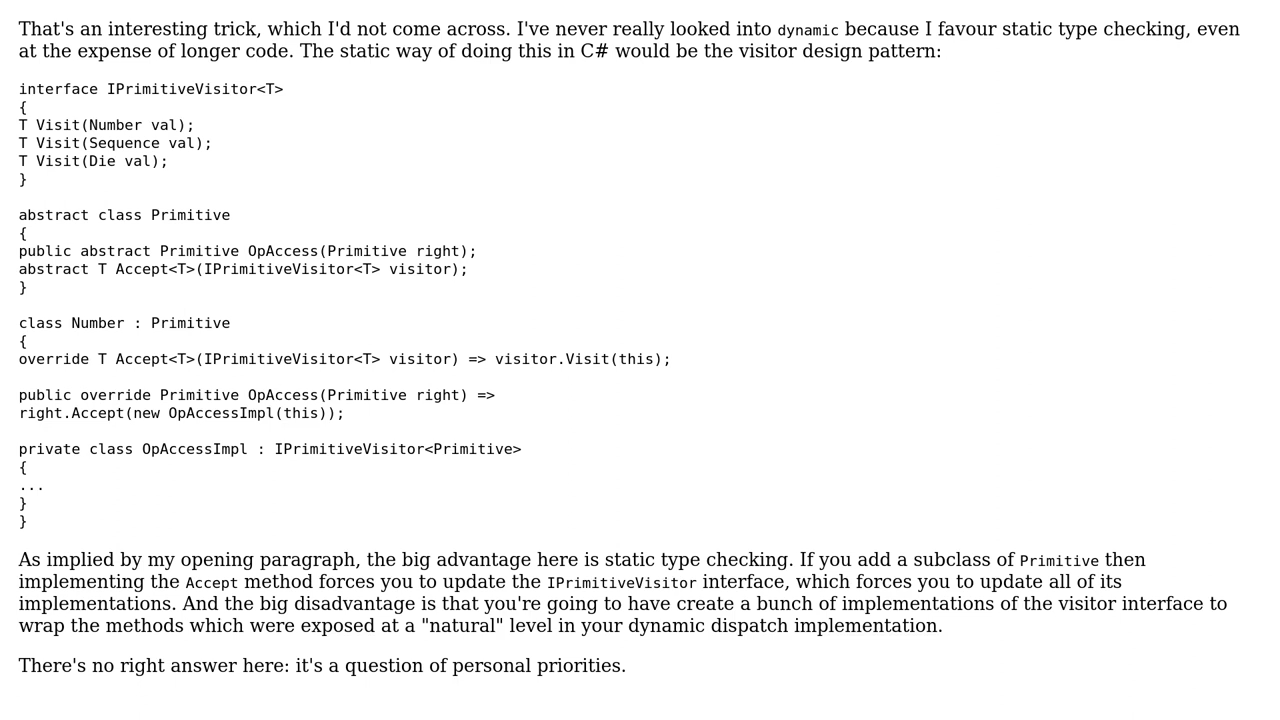 That's an interesting trick, which I'd not come across. I've never really looked into dynamic because I favour static type checking, even
at the expense of longer code. The static way of doing this in C# would be the visitor design pattern:
interface IPrimitiveVisitor<T>
{
T Visit(Number val);
T Visit(Sequence val);
T Visit(Die val);
}
abstract class Primitive
{
public abstract Primitive OpAccess(Primitive right);
abstract T Accept<T>(IPrimitiveVisitor<T> visitor);
}
class Number : Primitive
{
override T Accept<T>(IPrimitiveVisitor<T> visitor) => visitor.Visit(this);
public override Primitive OpAccess(Primitive right) =>
right.Accept(new OpAccessImpl(this));
private class OpAccessImpl : IPrimitiveVisitor<Primitive>
{
...
}
}
As implied by my opening paragraph, the big advantage here is static type checking. If you add a subclass of Primitive then
implementing the Accept method forces you to update the IPrimitiveVisitor interface, which forces you to update all of its
implementations. And the big disadvantage is that you're going to have create a bunch of implementations of the visitor interface to
wrap the methods which were exposed at a "natural" level in your dynamic dispatch implementation.
There's no right answer here: it's a question of personal priorities.